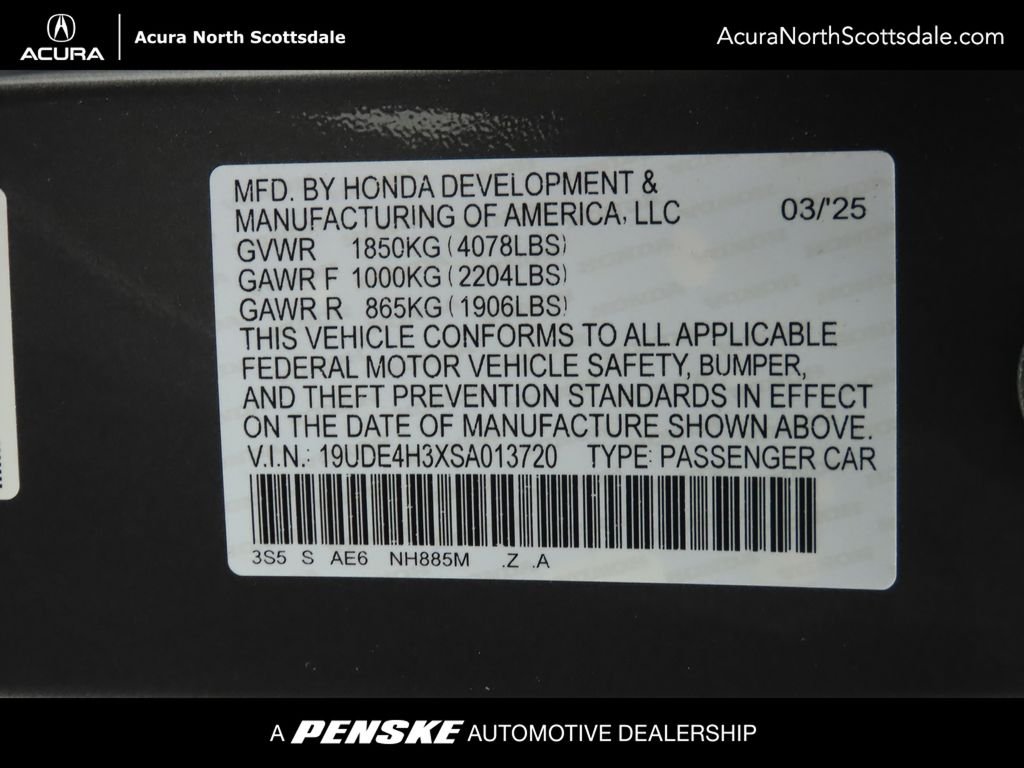 ACURA
Acura North Scottsdale
AcuraNorthScottsdale.com
MFD. BY HONDA DEVELOPMENT &
MANUFACTURING OF AMERICA, LLC 03/'25
GVWR 1850KG (4078LBS)
GAWR F 1000KG (2204LBS)
GAWR R 865KG (1906LBS)
THIS VEHICLE CONFORMS TO ALL APPLICABLE
FEDERAL MOTOR VEHICLE SAFETY, BUMPER,
AND THEFT PREVENTION STANDARDS IN EFFECT
ON THE DATE OF MANUFACTURE SHOWN ABOVE.
V.I.N.: 19UDE4H3XSA013720 TYPE: PASSENGER CAR
3S5 S AE6 NH885M .Z .A
A PENSKE AUTOMOTIVE DEALERSHIP